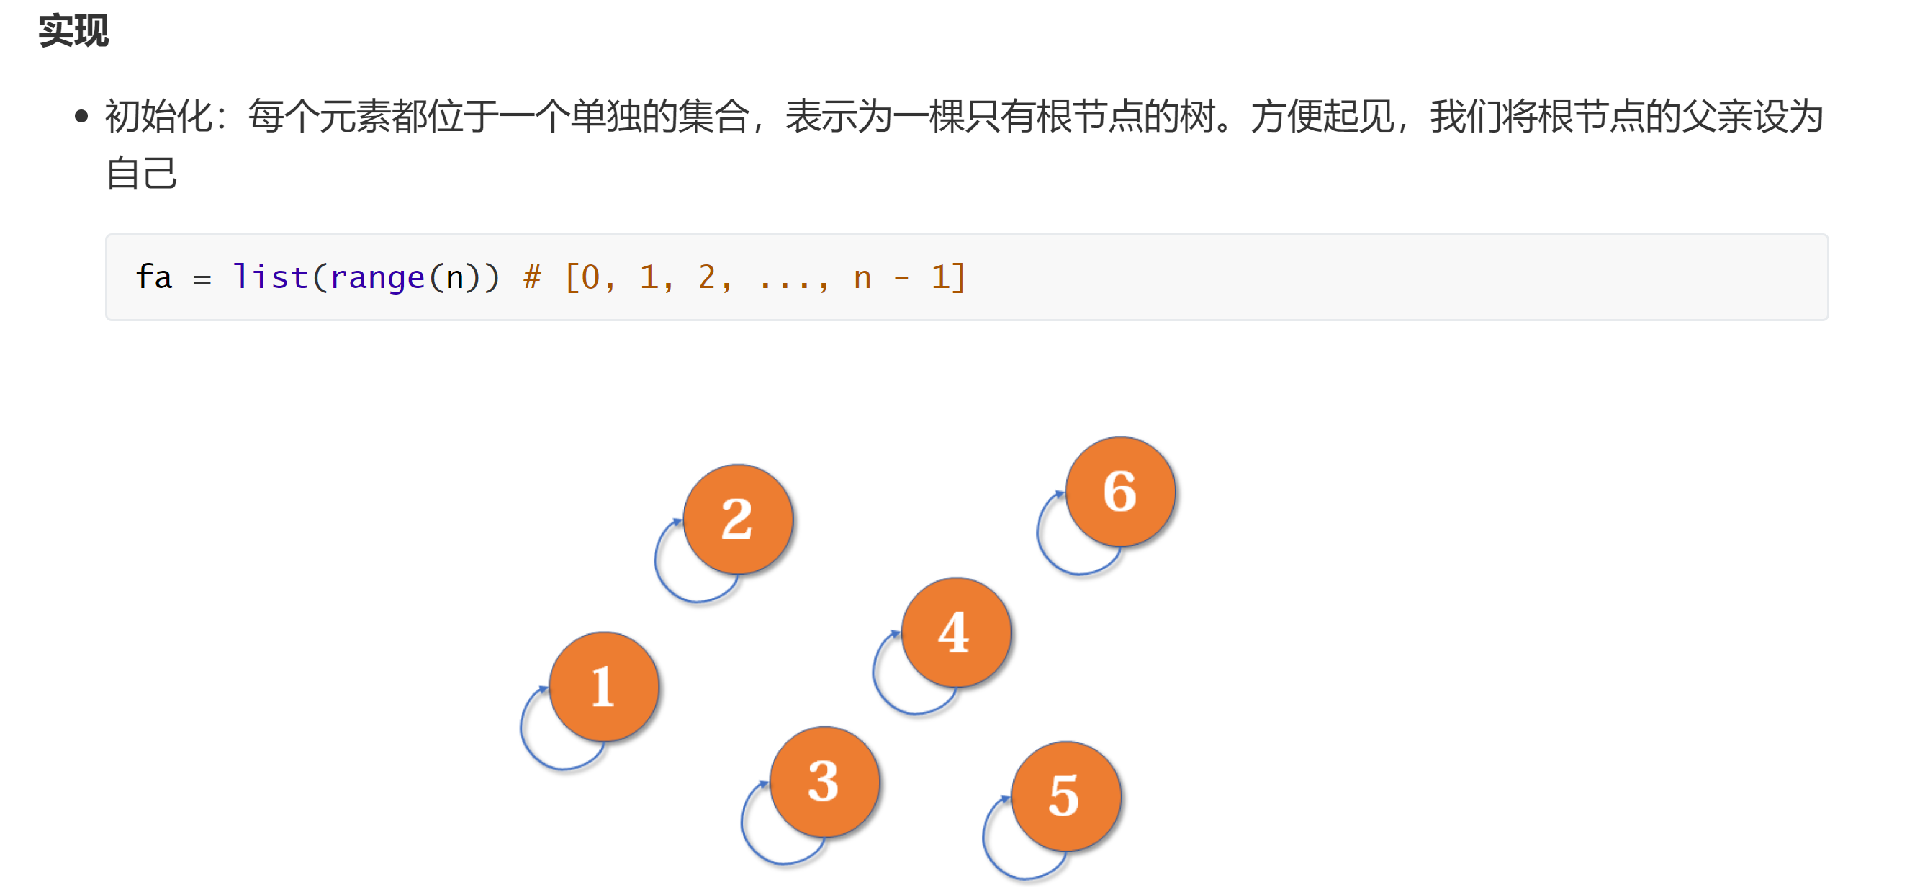 实现
• 初始化：每个元素都位于一个单独的集合，表示为一棵只有根节点的树。方便起见，我们将根节点的父亲设为
自己
fa = list(range(n)) # [0, 1, 2, ..., n - 1]
6
2
4
1
3
5